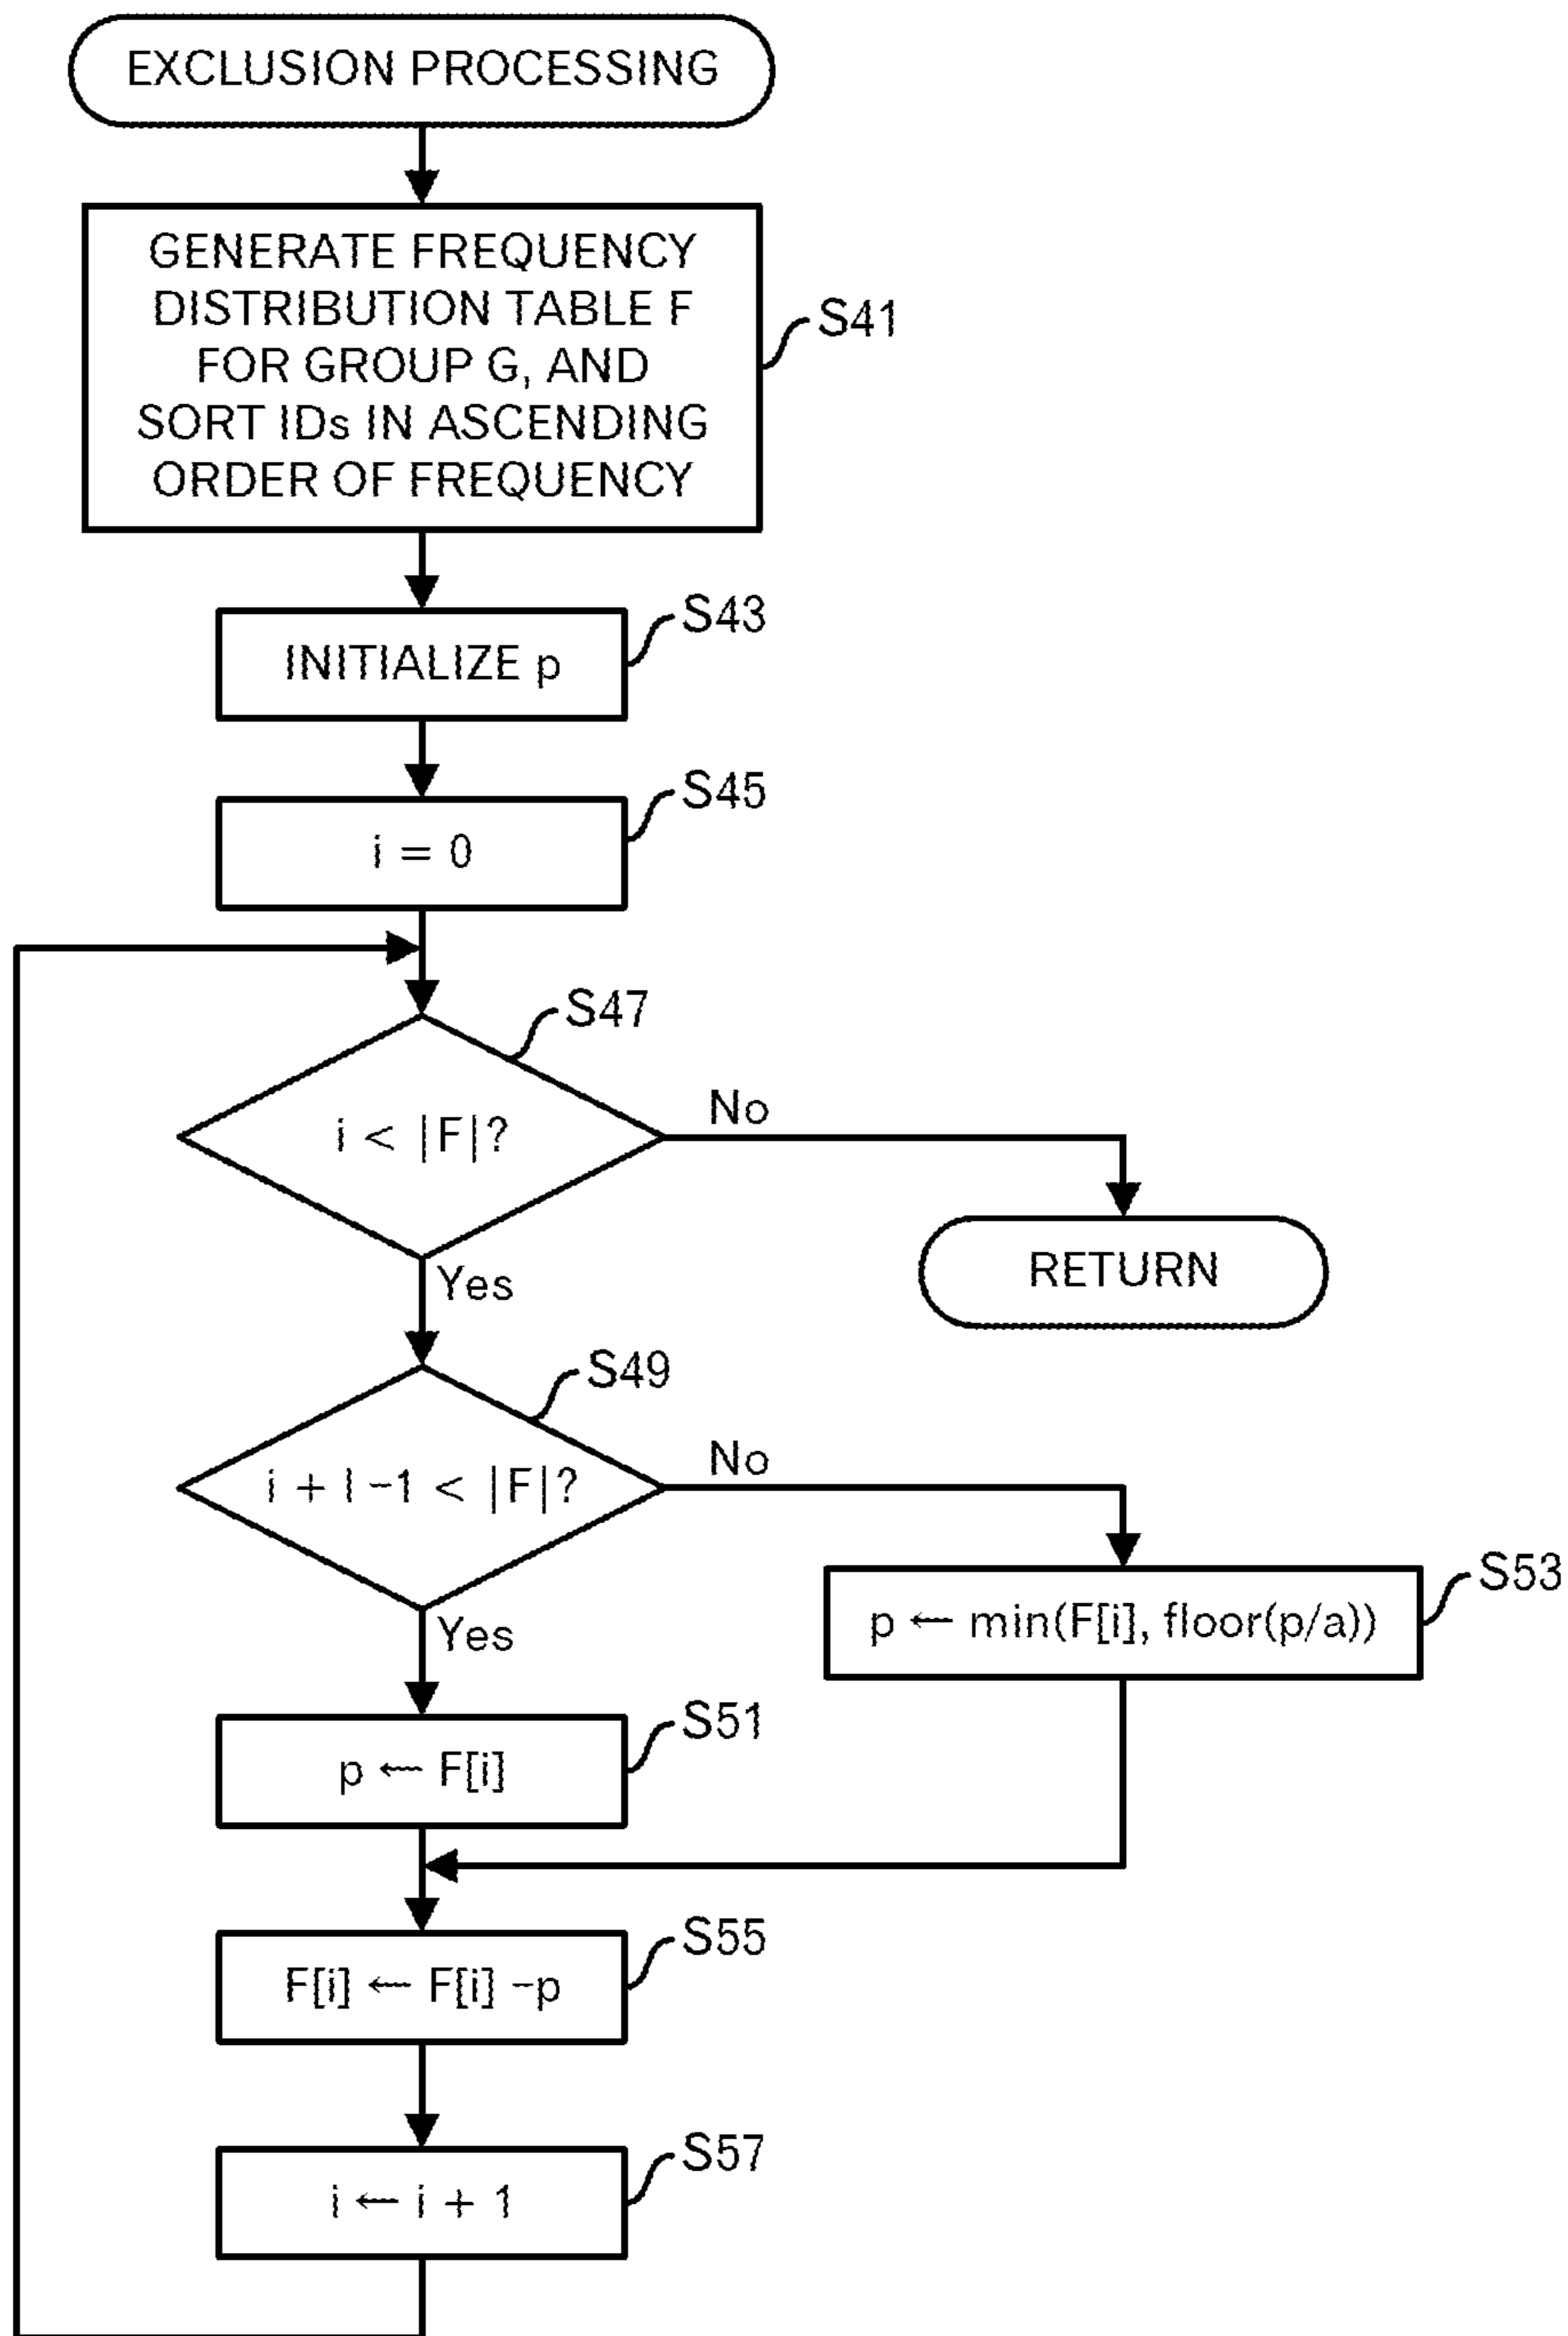 EXCLUSION PROCESSING
GENERATE FREQUENCY
DISTRIBUTION TABLE F
FOR GROUP G, AND
SORT IDs IN ASCENDING
ORDER OF FREQUENCY
S41
S43
INITIALIZE p
S45
i = 0
S47
i < |F|?
No
RETURN
Yes
S49
i + l -1 < |F|?
No
S53
p ← min(F[i], floor(p/a))
Yes
S51
p ← F[i]
S55
F[i] ← F[i] -p
S57
i ← i + 1